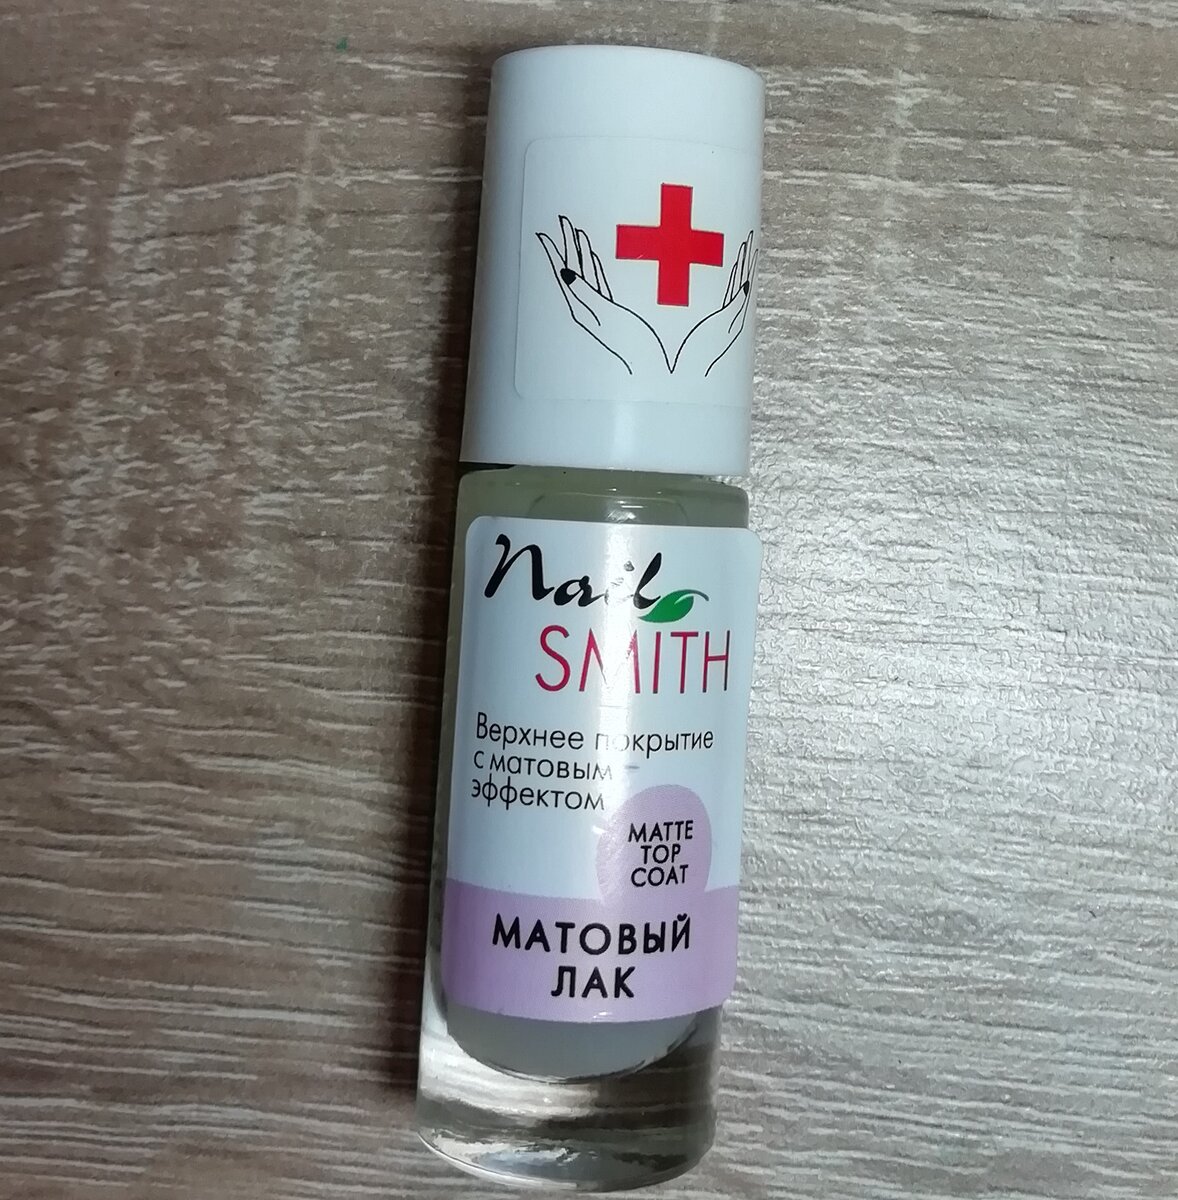 Nail
SMITH
Верхнее покрытие
с матовым
эффектом
MATTE
TOP
COAT
МАТОВЫЙ
ЛАК